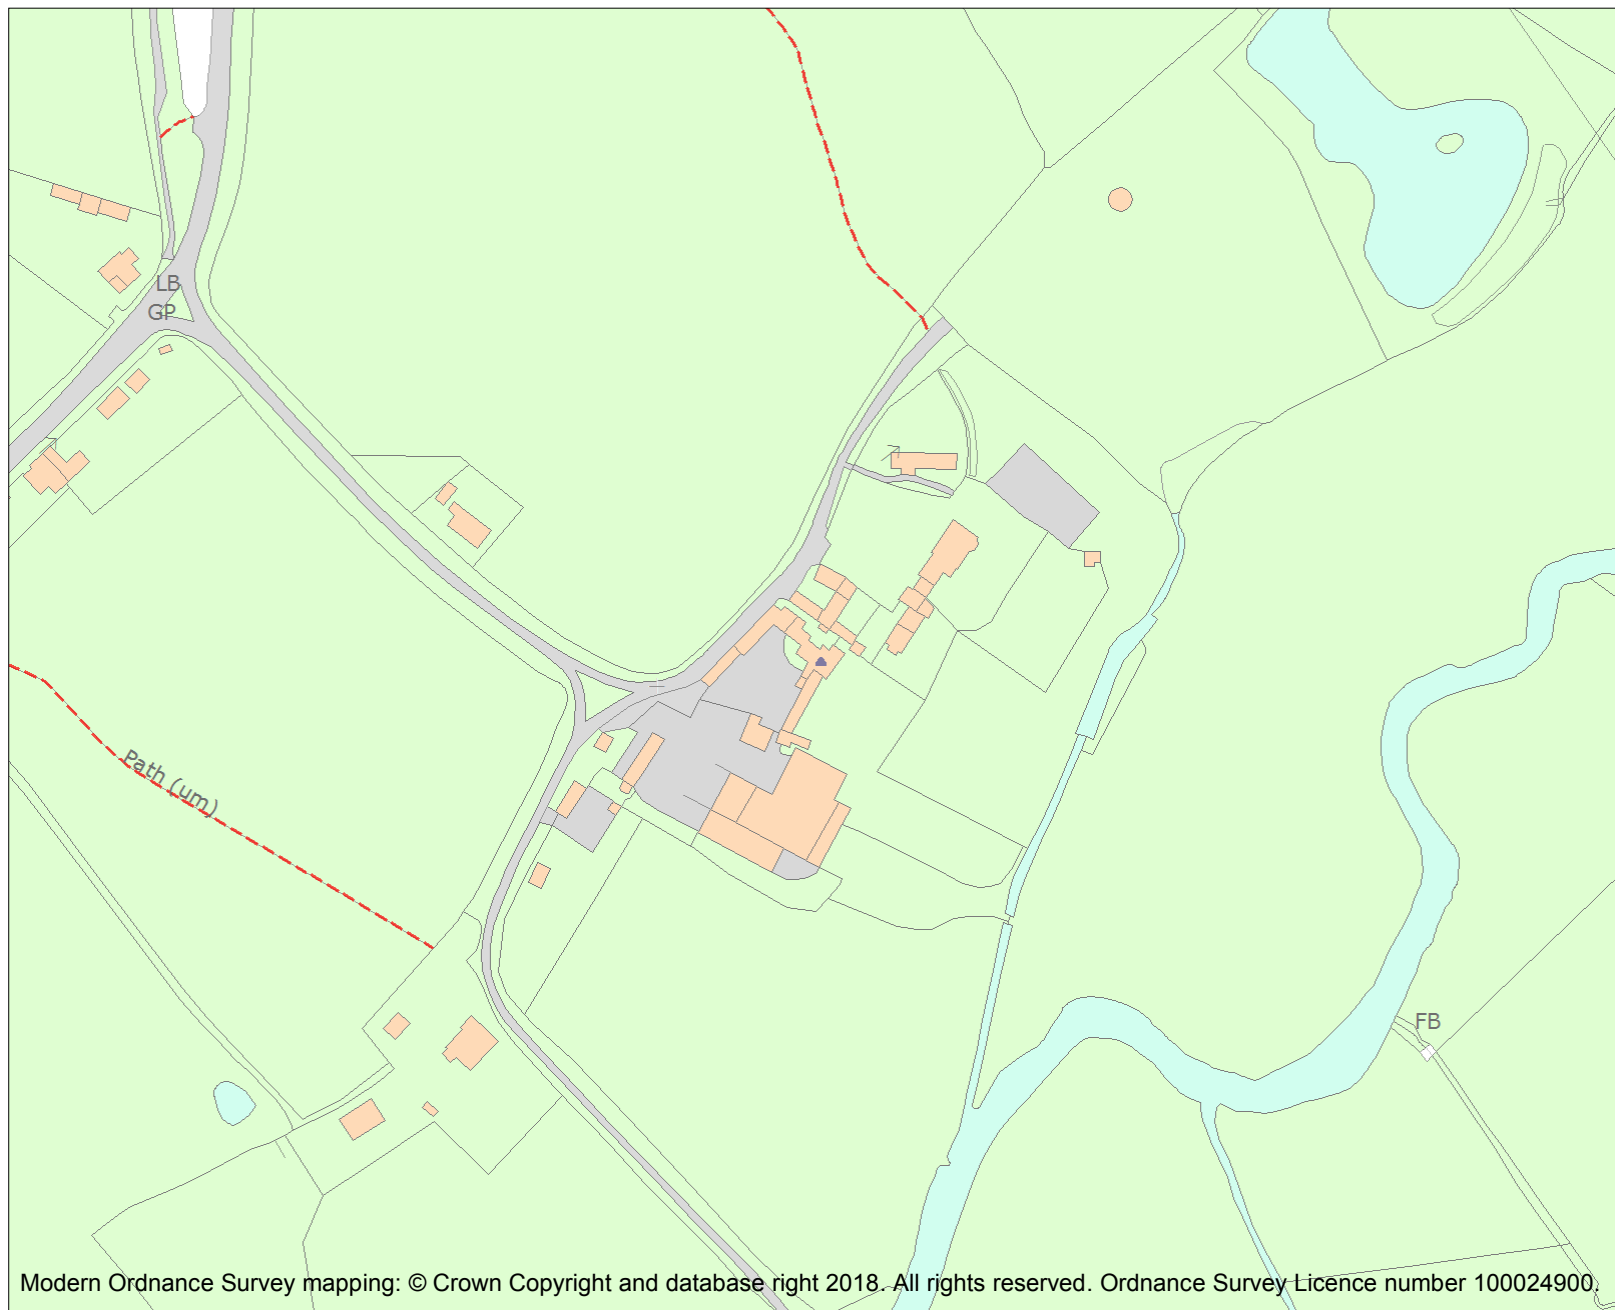 LB
GP
Path (um)
FB
Modern Ordnance Survey mapping: © Crown Copyright and database right 2018. All rights reserved. Ordnance Survey Licence number 100024900.